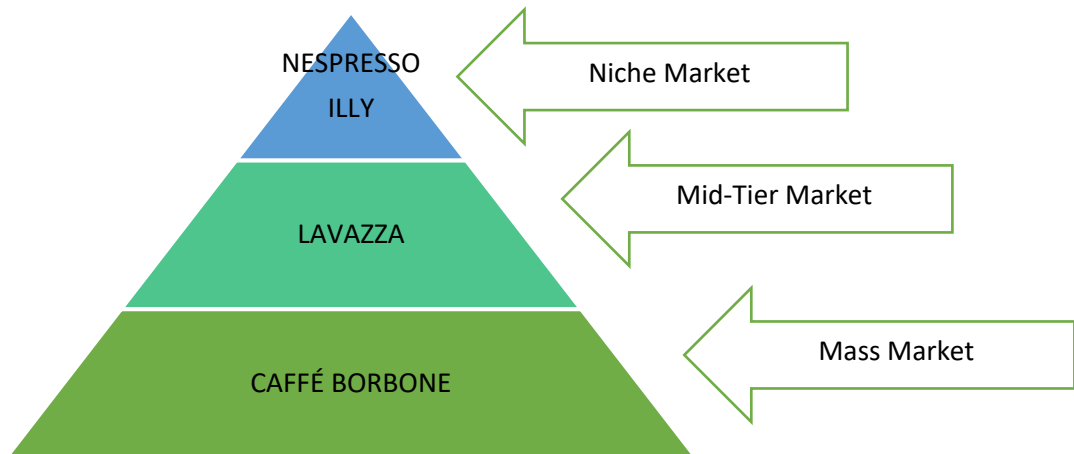 NESPRESSO
ILLY
Niche Market
LAVAZZA
Mid-Tier Market
CAFFÉ BORBONE
Mass Market